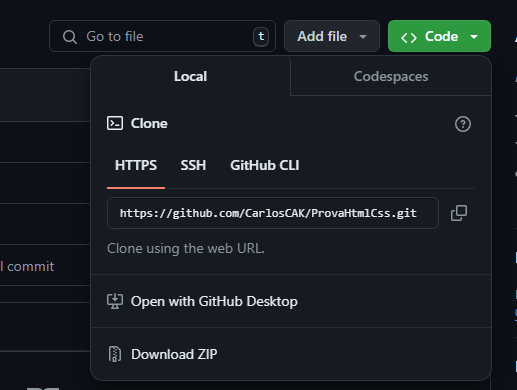 Go to file
t
Add file
Code
Local
Codespaces
Clone
HTTPS
SSH
GitHub CLI
https://github.com/CarlosCAK/ProvaHtmlCss.git
Clone using the web URL.
l commit
Open with GitHub Desktop
Download ZIP